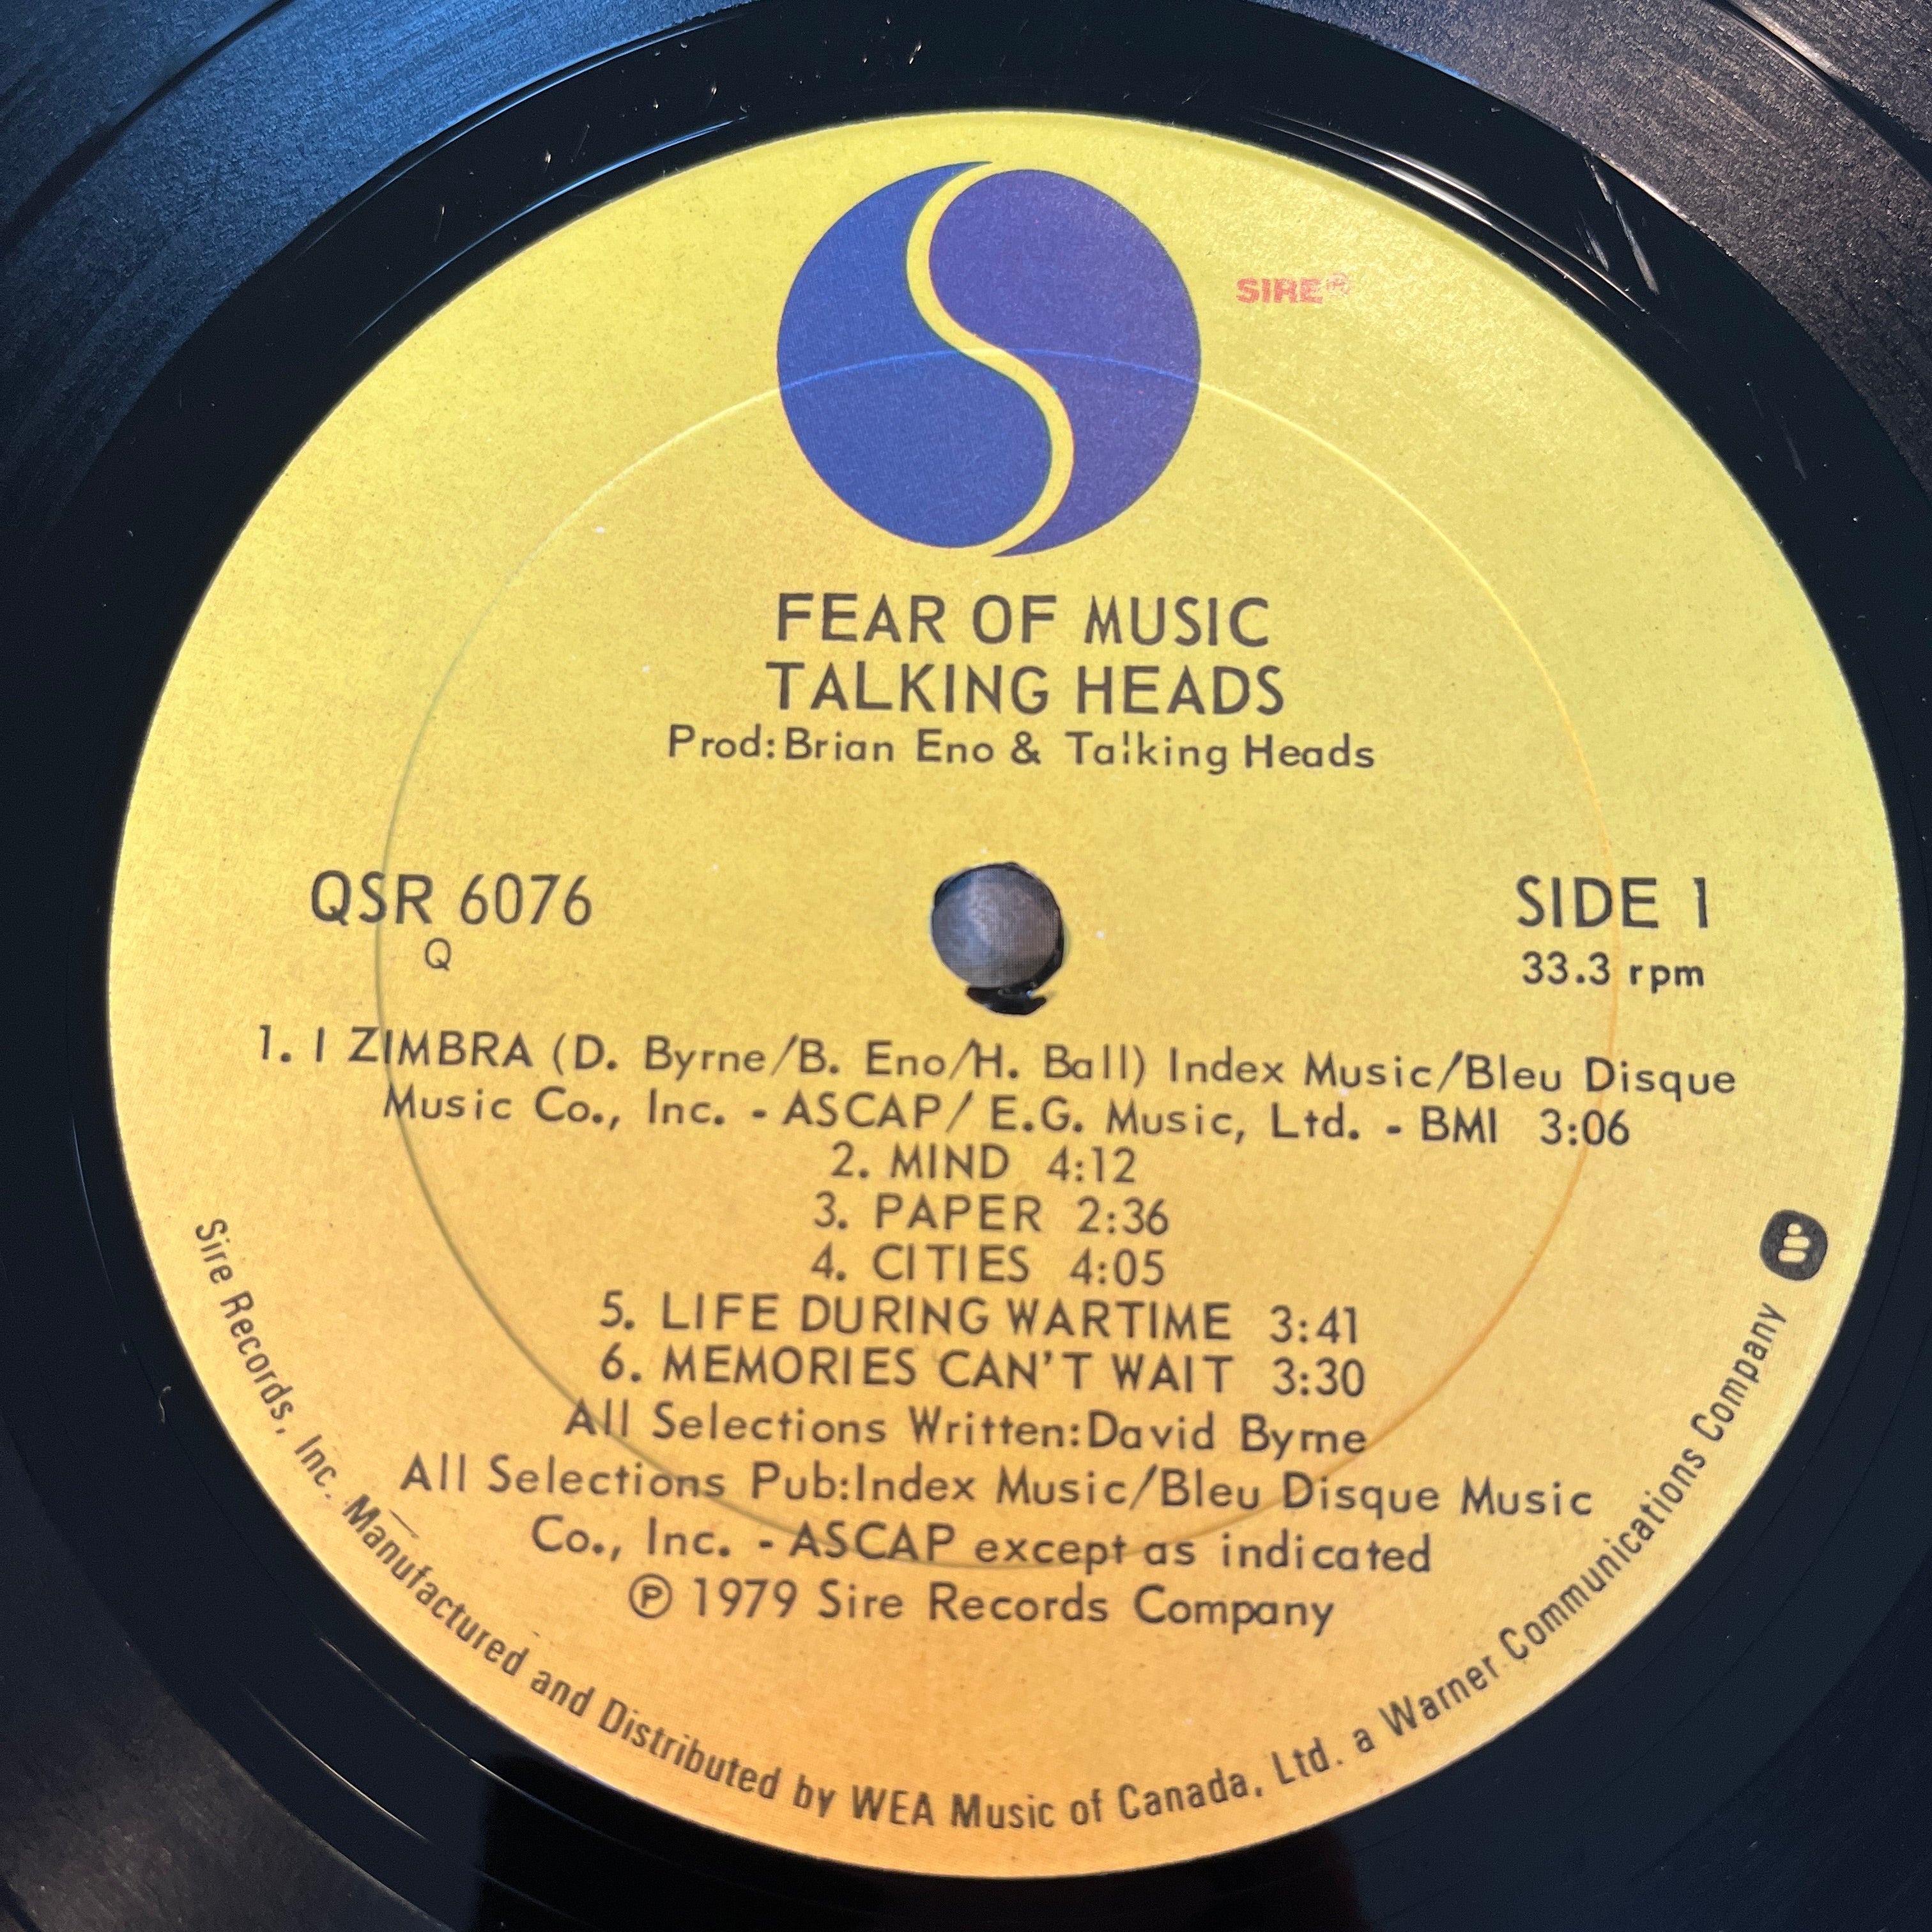 SIRE®
FEAR OF MUSIC
TALKING HEADS
Prod:Brian Eno & Talking Heads
QSR 6076
Q
SIDE 1
33.3 rpm
1. I ZIMBRA (D. Byrne/B. Eno/H. Ball) Index Music/Bleu Disque
Music Co., Inc. - ASCAP/ E.G. Music, Ltd. - BMI 3:06
2. MIND 4:12
3. PAPER 2:36
4. CITIES 4:05
5. LIFE DURING WARTIME 3:41
6. MEMORIES CAN'T WAIT 3:30
All Selections Written:David Byrne
All Selections Pub:Index Music/Bleu Disque Music
Co., Inc. - ASCAP except as indicated
℗ 1979 Sire Records Company
Sire Records, Inc. Manufactured and Distributed by WEA Music of Canada, Ltd. a Warner Communications Company